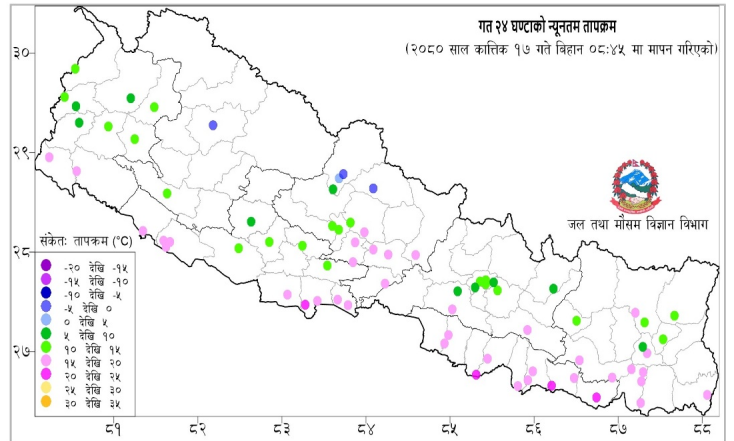 गत २४ घण्टाको न्यूनतम तापक्रम
(२०८० साल कात्तिक १७ गते बिहान ०८:४५ मा मापन गरिएको)
३०
२९
२८
२७
जल तथा मौसम विज्ञान विभाग
संकेत: तापक्रम (°C)
-२० देखि -१५
-१५ देखि -१०
-१० देखि -५
-५ देखि ०
० देखि ५
५ देखि १०
१० देखि १५
१५ देखि २०
२० देखि २५
२५ देखि ३०
३० देखि ३५
८१ ८२ ८३ ८४ ८५ ८६ ८७ ८८